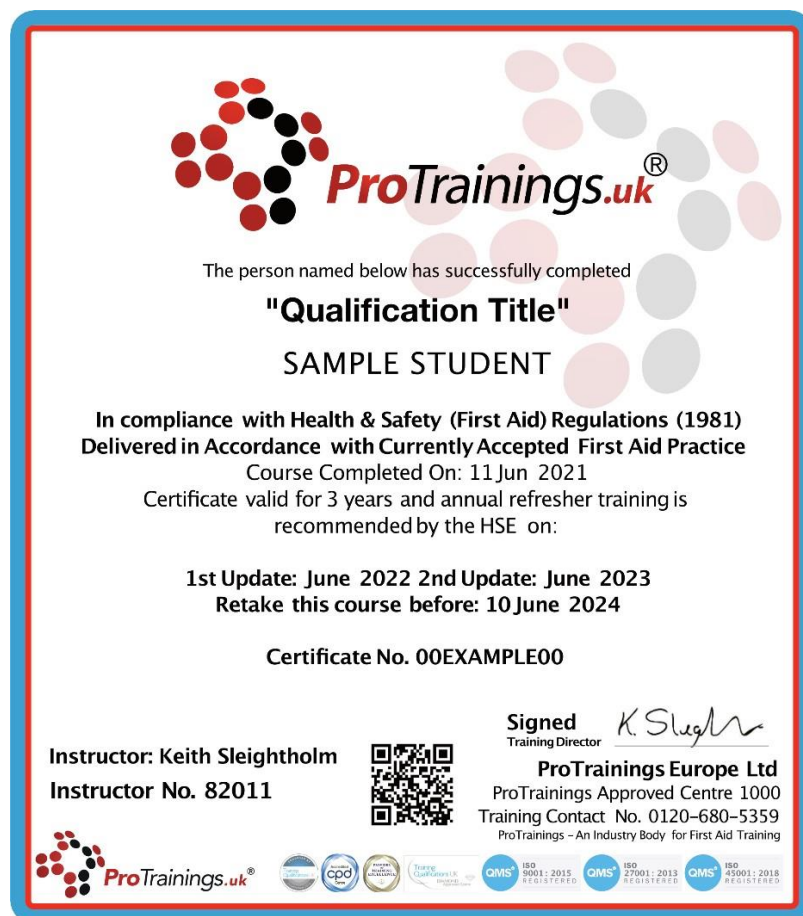 ProTrainings.uk®
The person named below has successfully completed
"Qualification Title"
SAMPLE STUDENT
In compliance with Health & Safety (First Aid) Regulations (1981)
Delivered in Accordance with Currently Accepted First Aid Practice
Course Completed On: 11 Jun 2021
Certificate valid for 3 years and annual refresher training is
recommended by the HSE on:
1st Update: June 2022 2nd Update: June 2023
Retake this course before: 10 June 2024
Certificate No. 00EXAMPLE00
Signed
Training Director
K. Sleigh
Instructor: Keith Sleightholm
Instructor No. 82011
ProTrainings Europe Ltd
ProTrainings Approved Centre 1000
Training Contact No. 0120-680-5359
ProTrainings - An Industry Body for First Aid Training
ProTrainings.uk®
cpd
Training
Qualifications UK
QMS
ISO
9001: 2015
REGISTERED
QMS
ISO
27001: 2013
REGISTERED
QMS
ISO
45001: 2018
REGISTERED